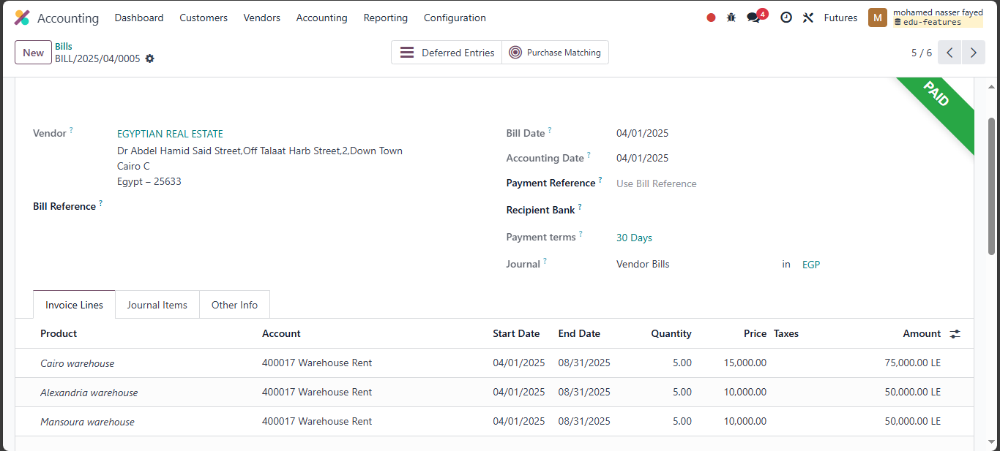 Accounting Dashboard Customers Vendors Accounting Reporting Configuration 4 Futures M mohamed nasser fayed
edu-features
New Bills
BILL/2025/04/0005
Deferred Entries Purchase Matching 5 / 6
PAID
Vendor ? EGYPTIAN REAL ESTATE
Dr Abdel Hamid Said Street,Off Talaat Harb Street,2,Down Town
Cairo C
Egypt – 25633
Bill Reference ?
Bill Date ? 04/01/2025
Accounting Date ? 04/01/2025
Payment Reference ? Use Bill Reference
Recipient Bank ?
Payment terms ? 30 Days
Journal ? Vendor Bills in EGP
Invoice Lines Journal Items Other Info
Product Account Start Date End Date Quantity Price Taxes Amount
Cairo warehouse 400017 Warehouse Rent 04/01/2025 08/31/2025 5.00 15,000.00 75,000.00 LE
Alexandria warehouse 400017 Warehouse Rent 04/01/2025 08/31/2025 5.00 10,000.00 50,000.00 LE
Mansoura warehouse 400017 Warehouse Rent 04/01/2025 08/31/2025 5.00 10,000.00 50,000.00 LE